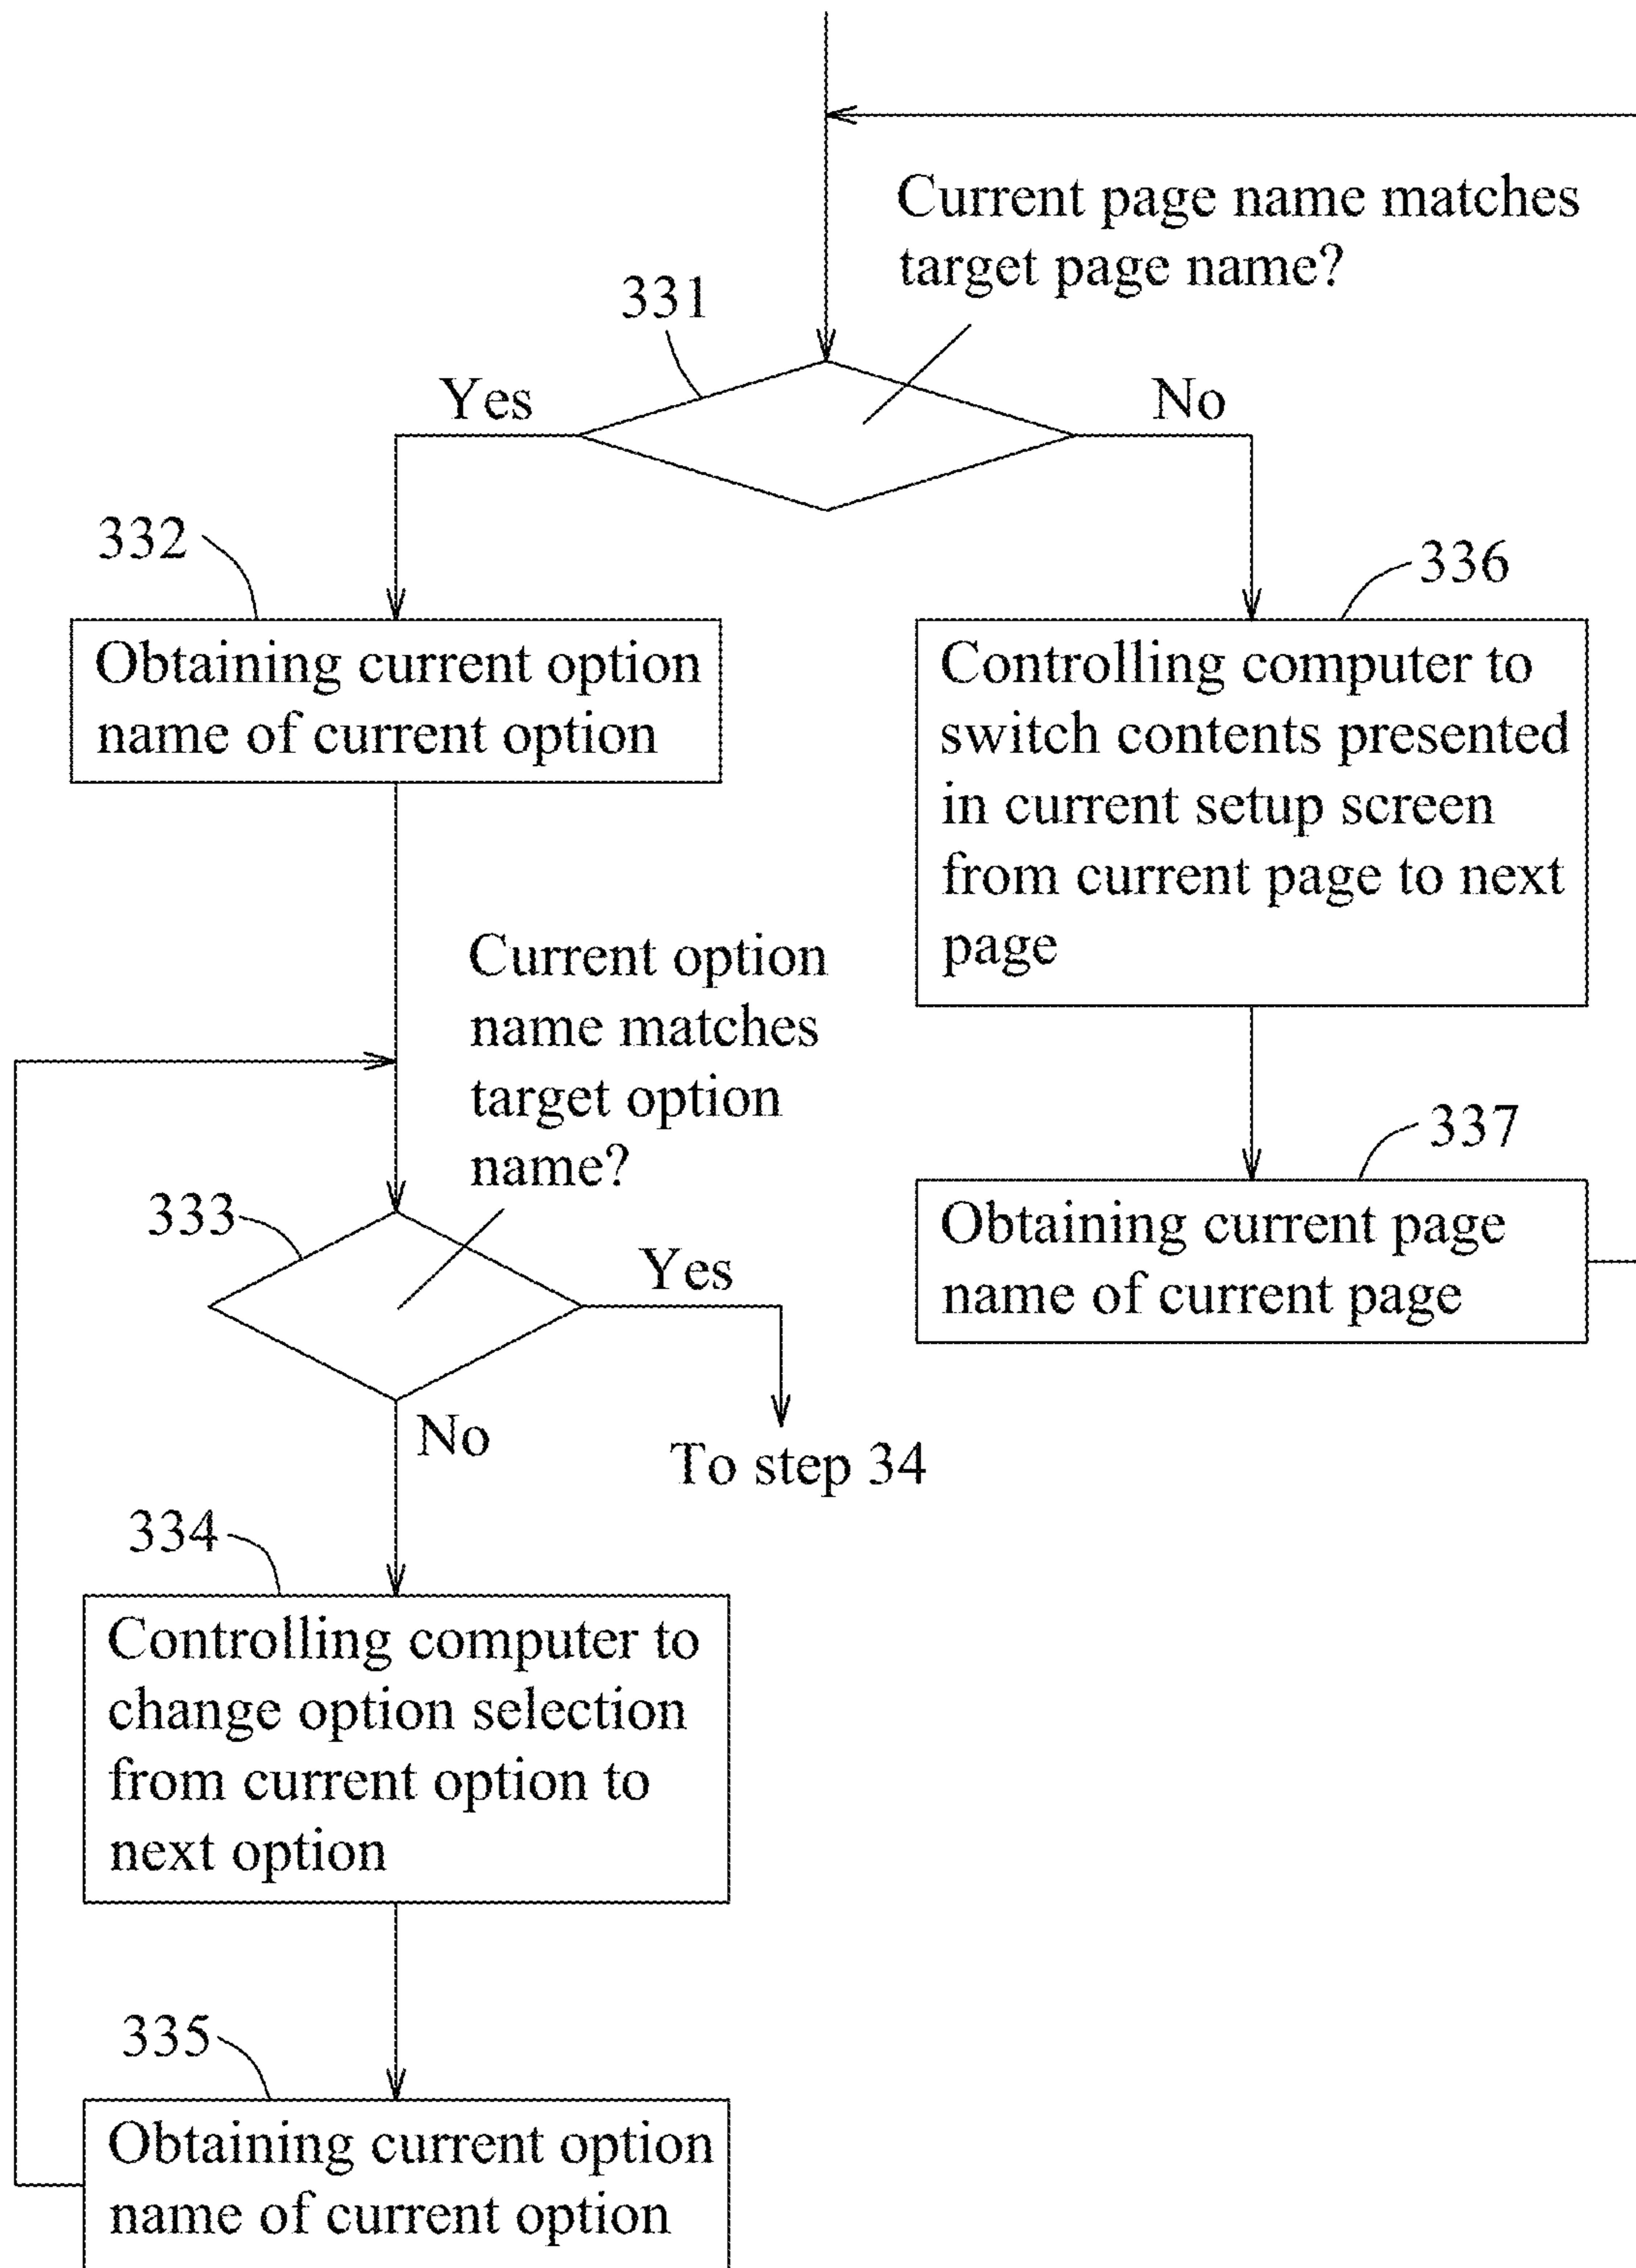 Current page name matches
target page name?
331
Yes
No
332
336
Obtaining current option
name of current option
Controlling computer to
switch contents presented
in current setup screen
from current page to next
page
Current option
name matches
target option
name?
337
333
Obtaining current page
name of current page
Yes
No
To step 34
334
Controlling computer to
change option selection
from current option to
next option
335
Obtaining current option
name of current option